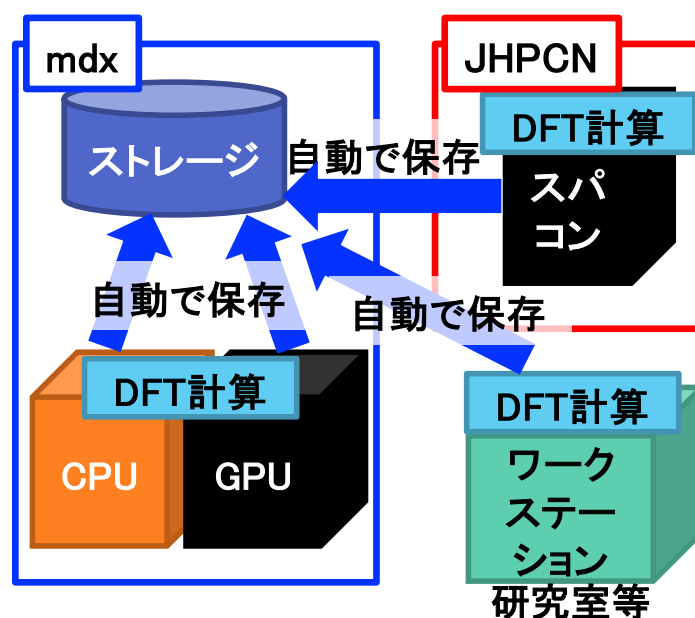 mdx
ストレージ
自動で保存
DFT計算
CPU
GPU
JHPCN
DFT計算
スパ
コン
自動で保存
自動で保存
DFT計算
ワーク
ステー
ション
研究室等